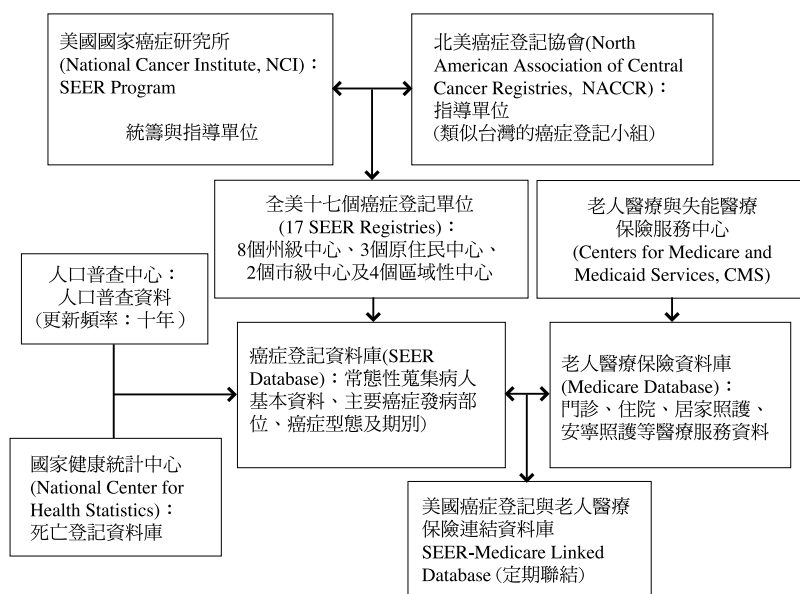 美國國家癌症研究所
(National Cancer Institute, NCI)：
SEER Program
統籌與指導單位
北美癌症登記協會(North
American Association of Central
Cancer Registries, NACCR)：
指導單位
(類似台灣的癌症登記小組)
全美十七個癌症登記單位
(17 SEER Registries)：
8個州級中心、3個原住民中心、
2個市級中心及4個區域性中心
老人醫療與失能醫療
保險服務中心
(Centers for Medicare and
Medicaid Services, CMS)
人口普查中心：
人口普查資料
(更新頻率：十年)
癌症登記資料庫(SEER
Database)：常態性蒐集病人
基本資料、主要癌症發病部
位、癌症型態及期別)
老人醫療保險資料庫
(Medicare Database)：
門診、住院、居家照護、
安寧照護等醫療服務資料
國家健康統計中心
(National Center for
Health Statistics)：
死亡登記資料庫
美國癌症登記與老人醫療
保險連結資料庫
SEER-Medicare Linked
Database (定期聯結)